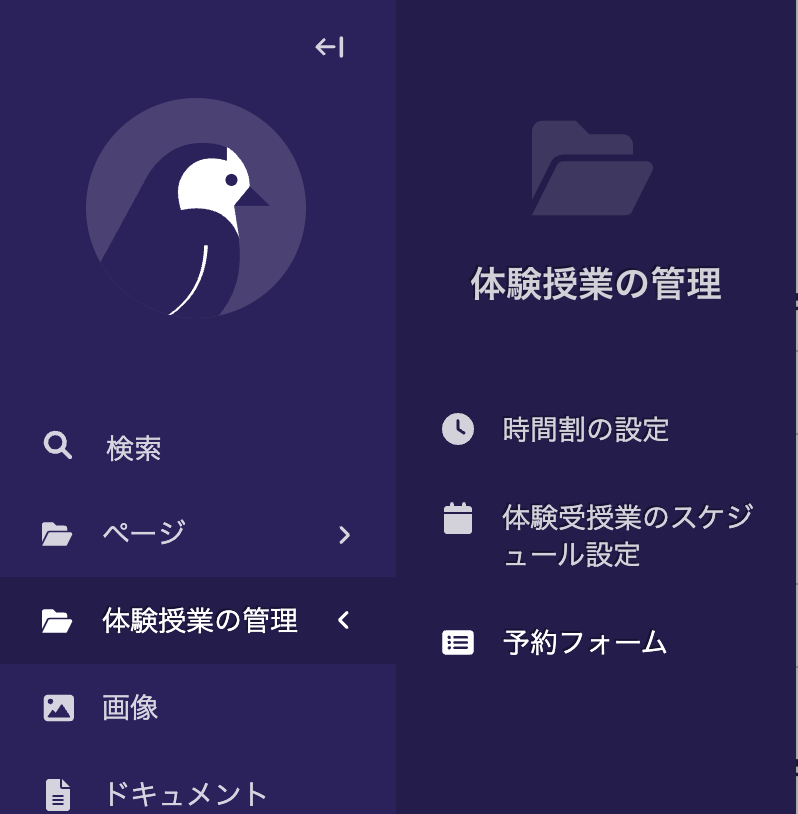 検索
ページ
体験授業の管理
画像
ドキュメント
体験授業の管理
時間割の設定
体験受授業のスケジ
ュール設定
予約フォーム